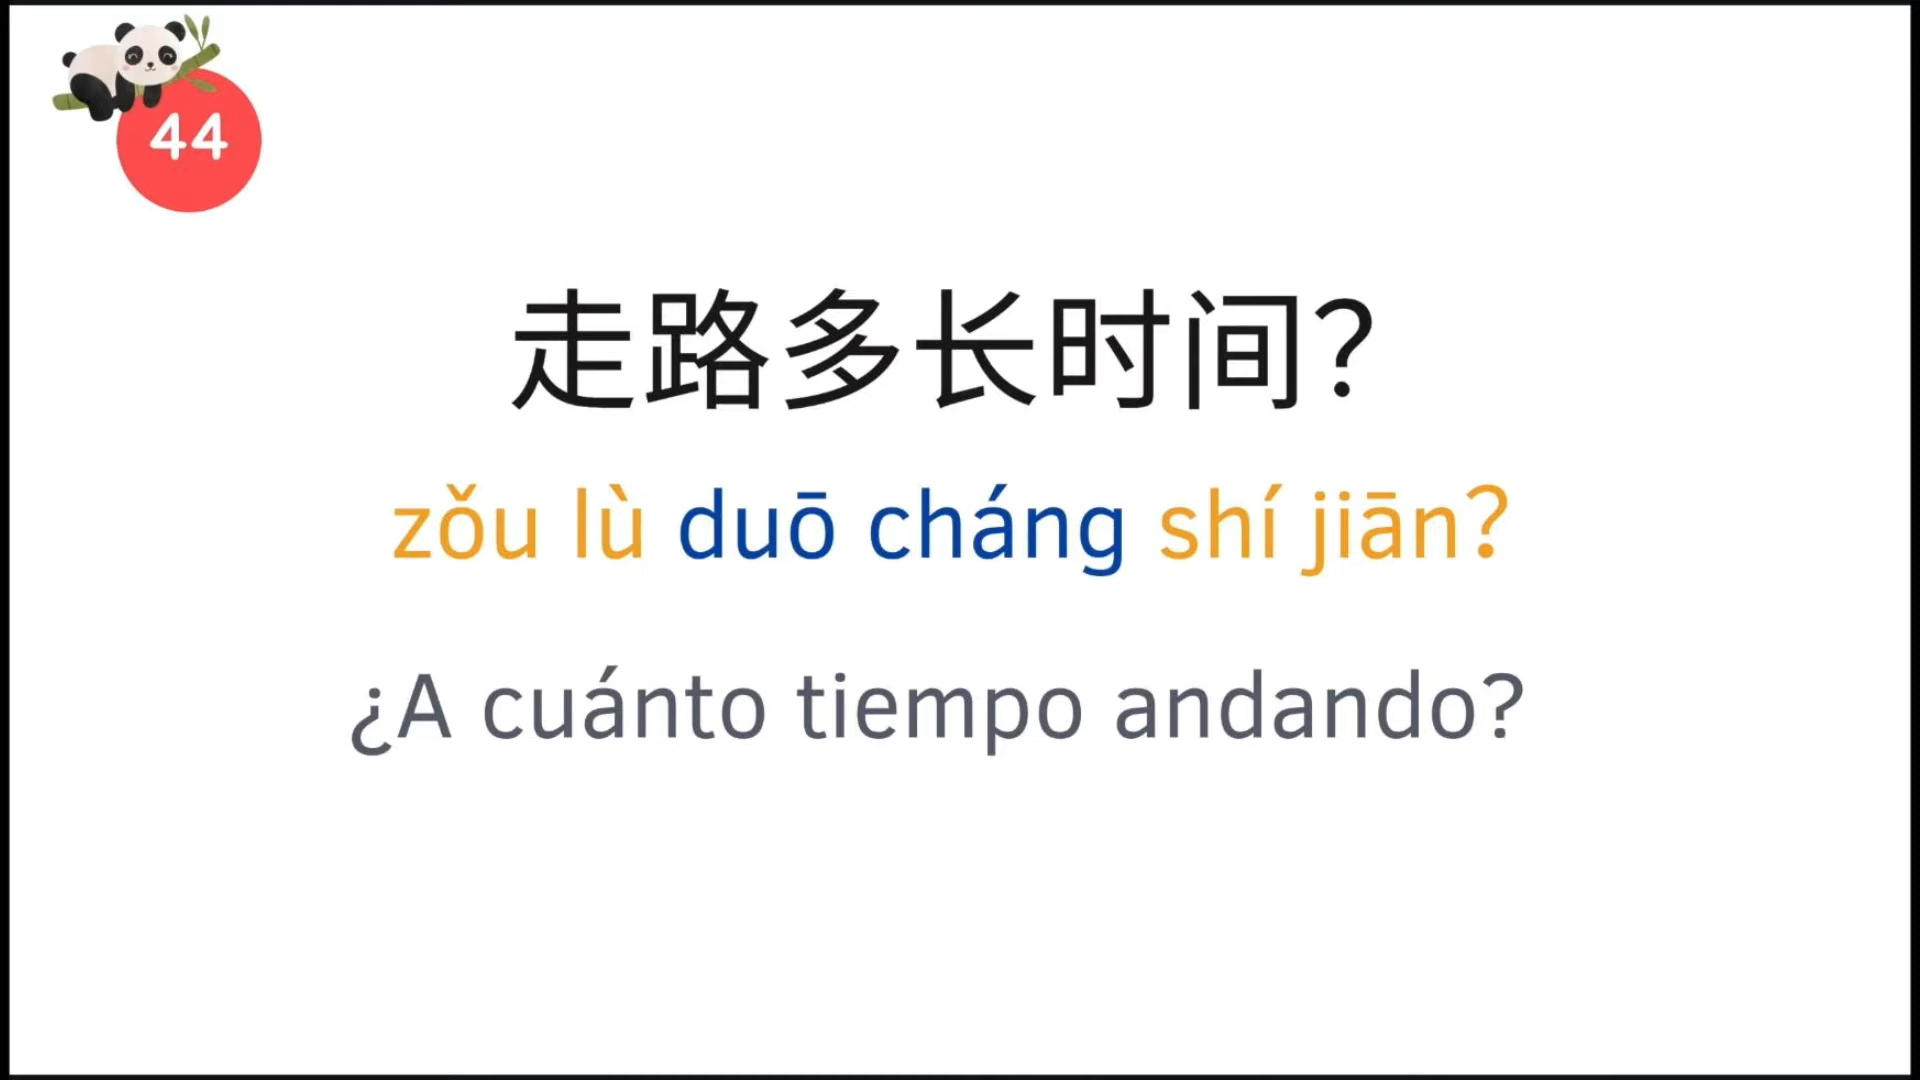 44
走路多长时间？
zǒu lù duō cháng shí jiān?
¿A cuánto tiempo andando?